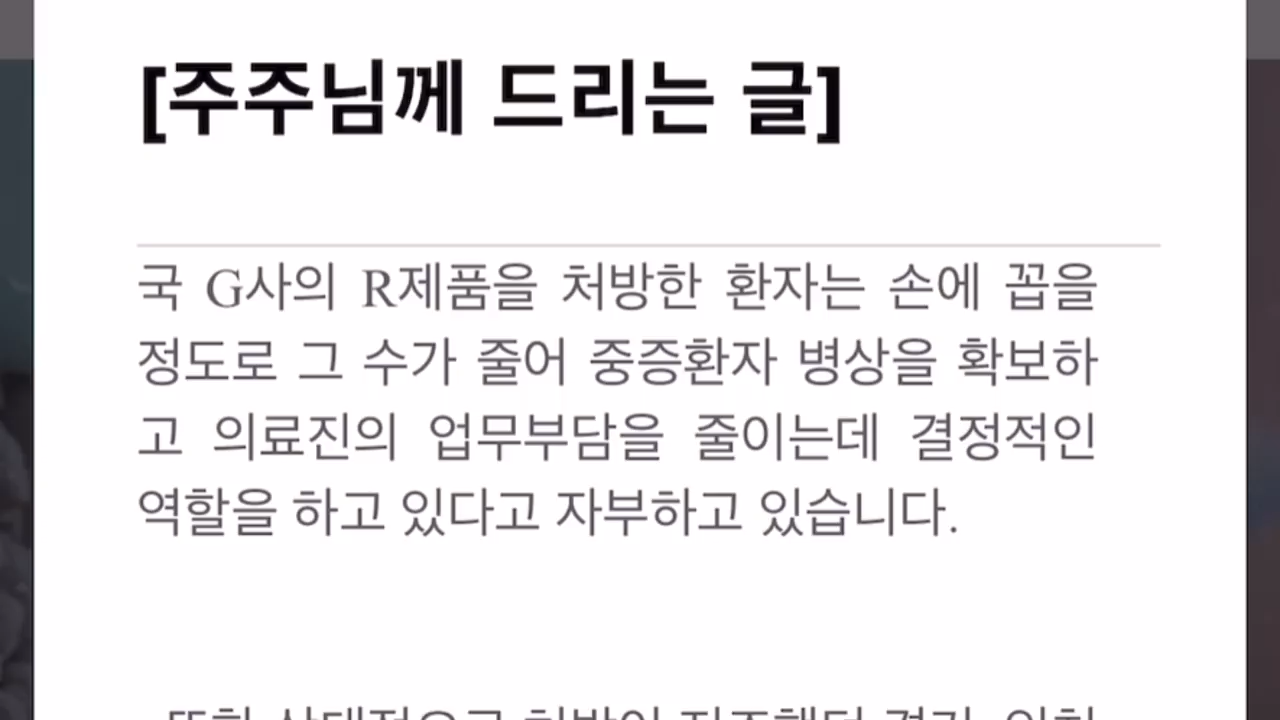 [주주님께 드리는 글]
국 G사의 R제품을 처방한 환자는 손에 꼽을
정도로 그 수가 줄어 중증환자 병상을 확보하
고 의료진의 업무부담을 줄이는데 결정적인
역할을 하고 있다고 자부하고 있습니다.